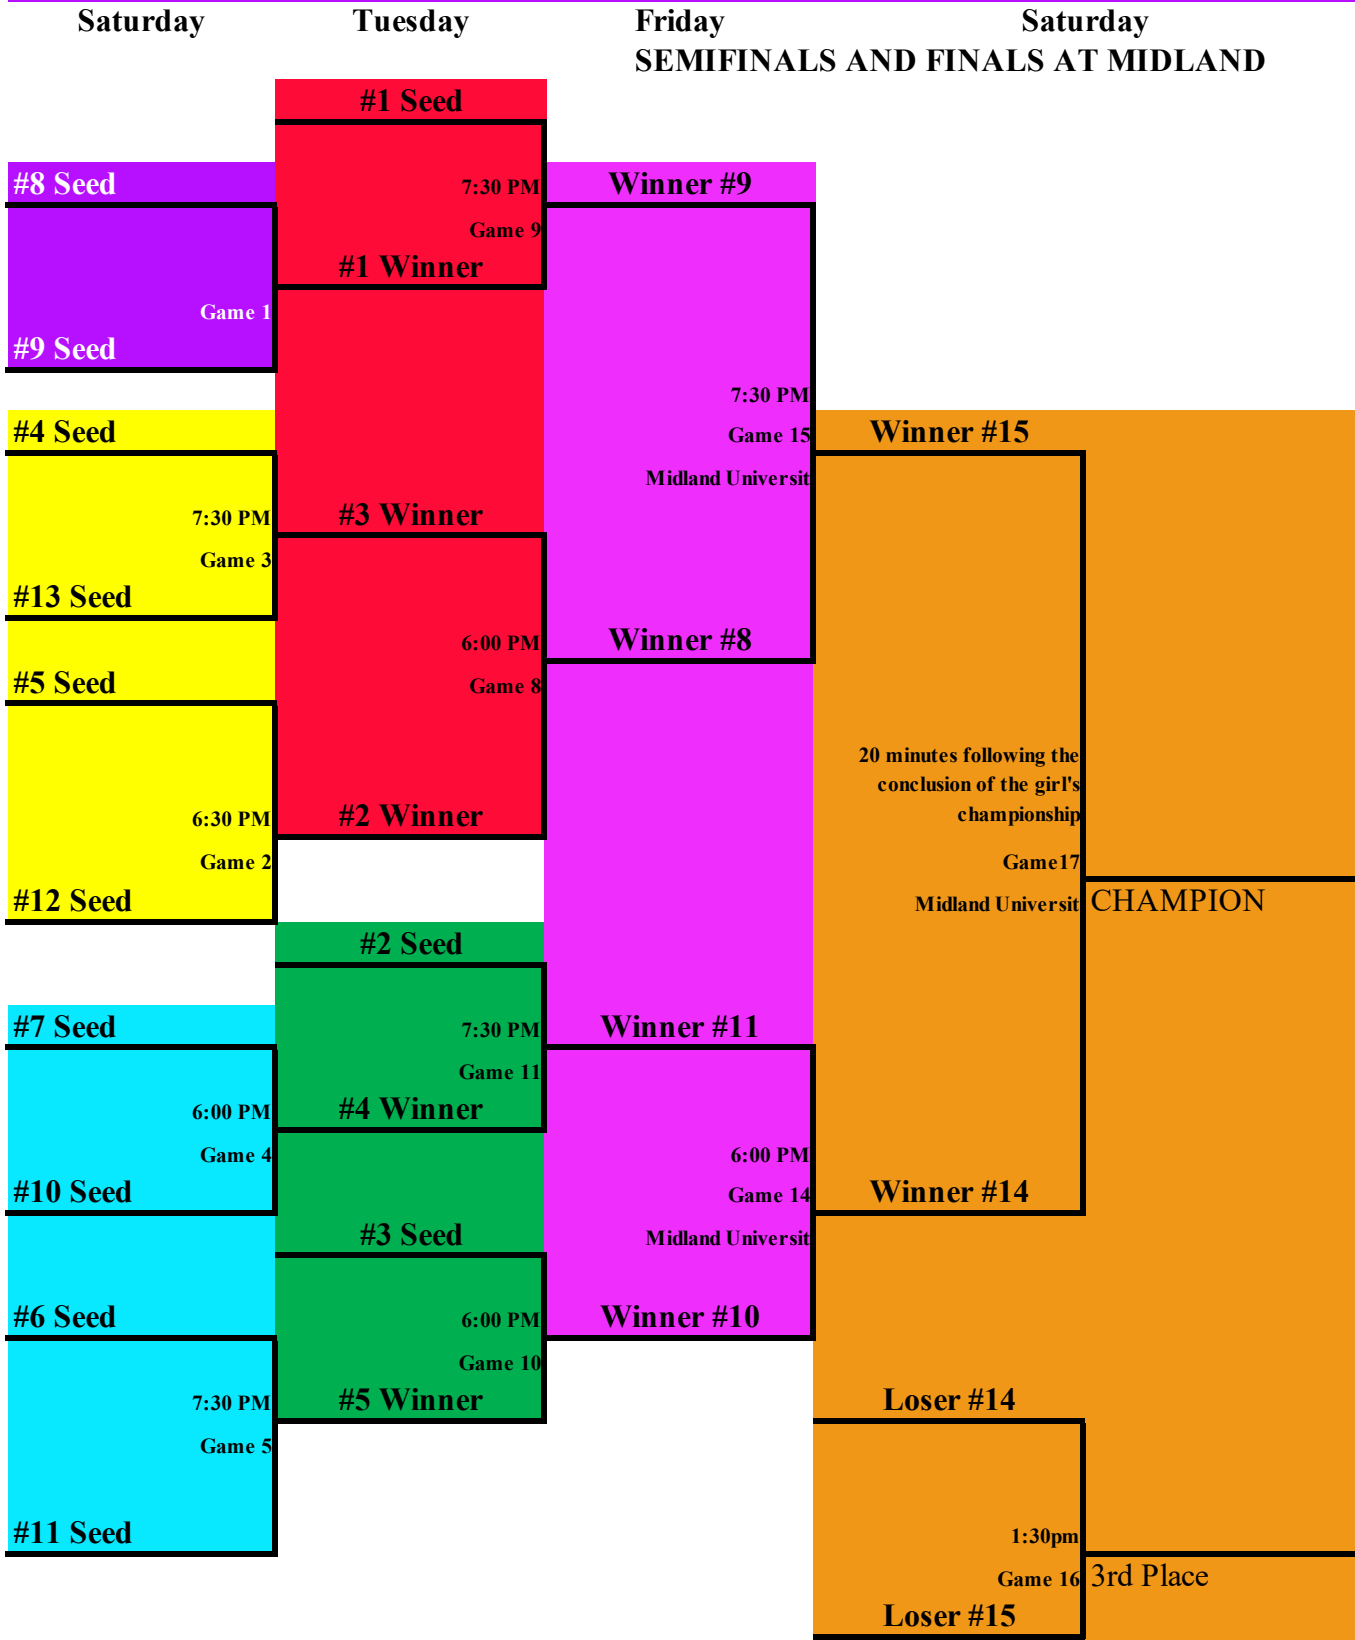 Saturday
Tuesday
Friday
Saturday
SEMIFINALS AND FINALS AT MIDLAND
#1 Seed
#8 Seed
7:30 PM
Winner #9
Game 9
#1 Winner
Game 1
#9 Seed
7:30 PM
#4 Seed
Game 15
Winner #15
Midland Universit
7:30 PM
#3 Winner
Game 3
#13 Seed
6:00 PM
Winner #8
#5 Seed
Game 8
20 minutes following the
conclusion of the girl's
championship
6:30 PM
#2 Winner
Game 2
Game17
#12 Seed
Midland Universit
CHAMPION
#2 Seed
#7 Seed
7:30 PM
Winner #11
Game 11
6:00 PM
#4 Winner
Game 4
6:00 PM
#10 Seed
Game 14
Winner #14
#3 Seed
Midland Universit
#6 Seed
6:00 PM
Winner #10
Game 10
7:30 PM
#5 Winner
Loser #14
Game 5
#11 Seed
1:30pm
Game 16
3rd Place
Loser #15